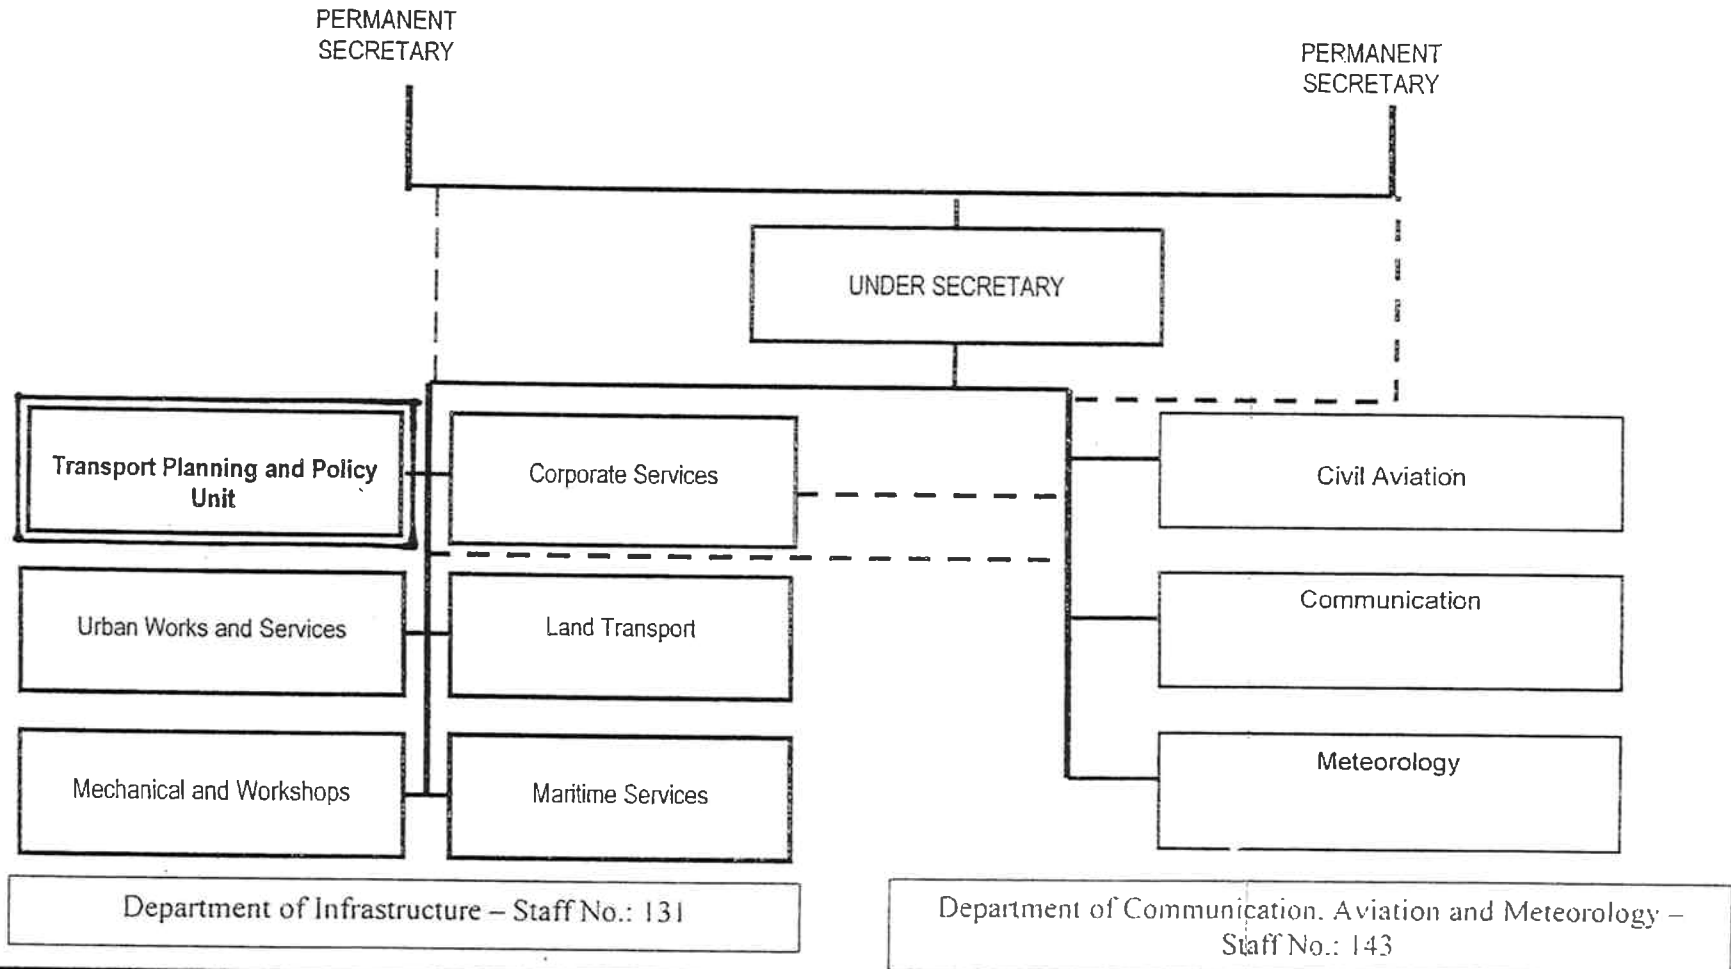 PERMANENT
SECRETARY
PERMANENT
SECRETARY
UNDER SECRETARY
Transport Planning and Policy
Unit
Corporate Services
Civil Aviation
Urban Works and Services
Land Transport
Communication
Mechanical and Workshops
Maritime Services
Meteorology
Department of Infrastructure – Staff No.: 131
Department of Communication. Aviation and Meteorology –
Staff No.: 143